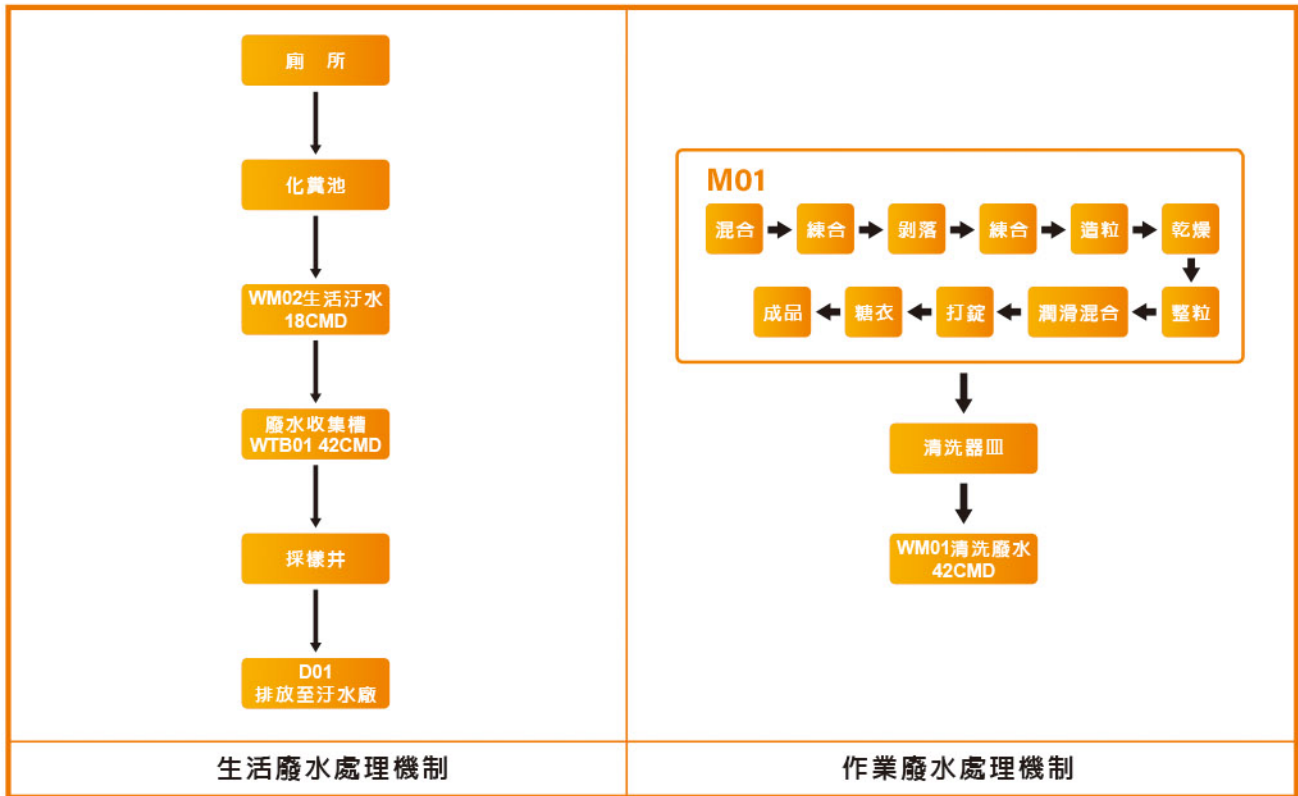 廁 所
化糞池
WM02生活汙水
18CMD
廢水收集槽
WTB01 42CMD
採樣井
D01
排放至汙水廠
生活廢水處理機制
M01
混合
練合
剝落
練合
造粒
乾燥
成品
糖衣
打錠
潤滑混合
整粒
清洗器皿
WM01清洗廢水
42CMD
作業廢水處理機制